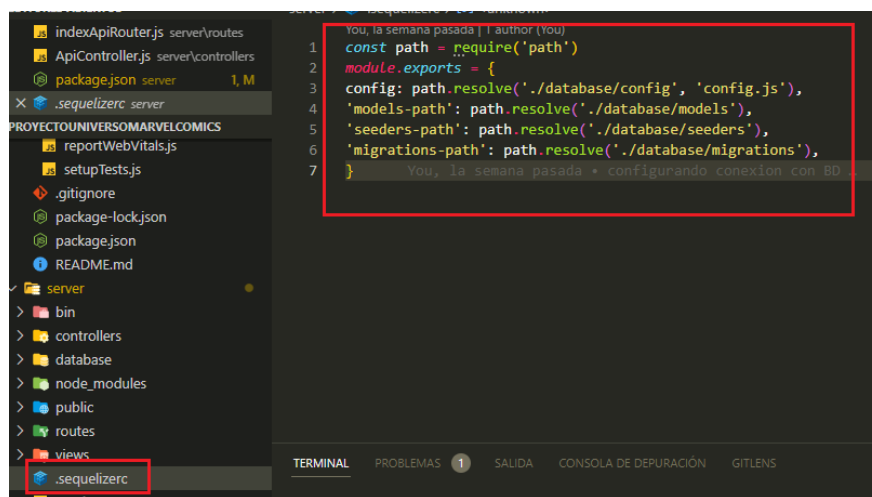 indexApiRouter.js server\routes
ApiController.js server\controllers
package.json server 1, M
.sequelizerc server
PROYECTOUNIVERSOMARVELCOMICS
reportWebVitals.js
setupTests.js
.gitignore
package-lock.json
package.json
README.md
server
bin
controllers
database
node_modules
public
routes
views
.sequelizerc
You, la semana pasada | 1 author (You)
1 const path = require('path')
2 module.exports = {
3 config: path.resolve('./database/config', 'config.js'),
4 'models-path': path.resolve('./database/models'),
5 'seeders-path': path.resolve('./database/seeders'),
6 'migrations-path': path.resolve('./database/migrations'),
7 } You, la semana pasada • configurando conexion con BD …
TERMINAL PROBLEMAS 1 SALIDA CONSOLA DE DEPURACIÓN GITLENS